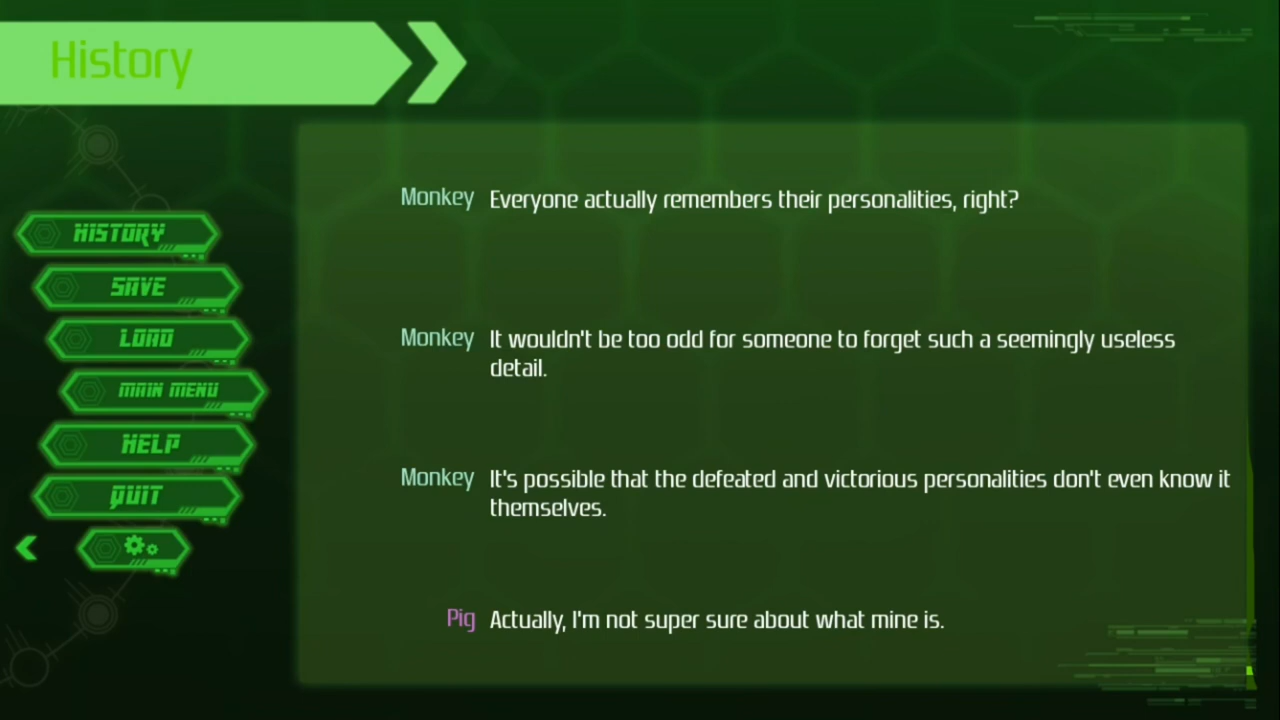 History
HISTORY
SAVE
LOAD
MAIN MENU
HELP
QUIT
Monkey Everyone actually remembers their personalities, right?
Monkey It wouldn't be too odd for someone to forget such a seemingly useless
detail.
Monkey It's possible that the defeated and victorious personalities don't even know it
themselves.
Pig Actually, I'm not super sure about what mine is.